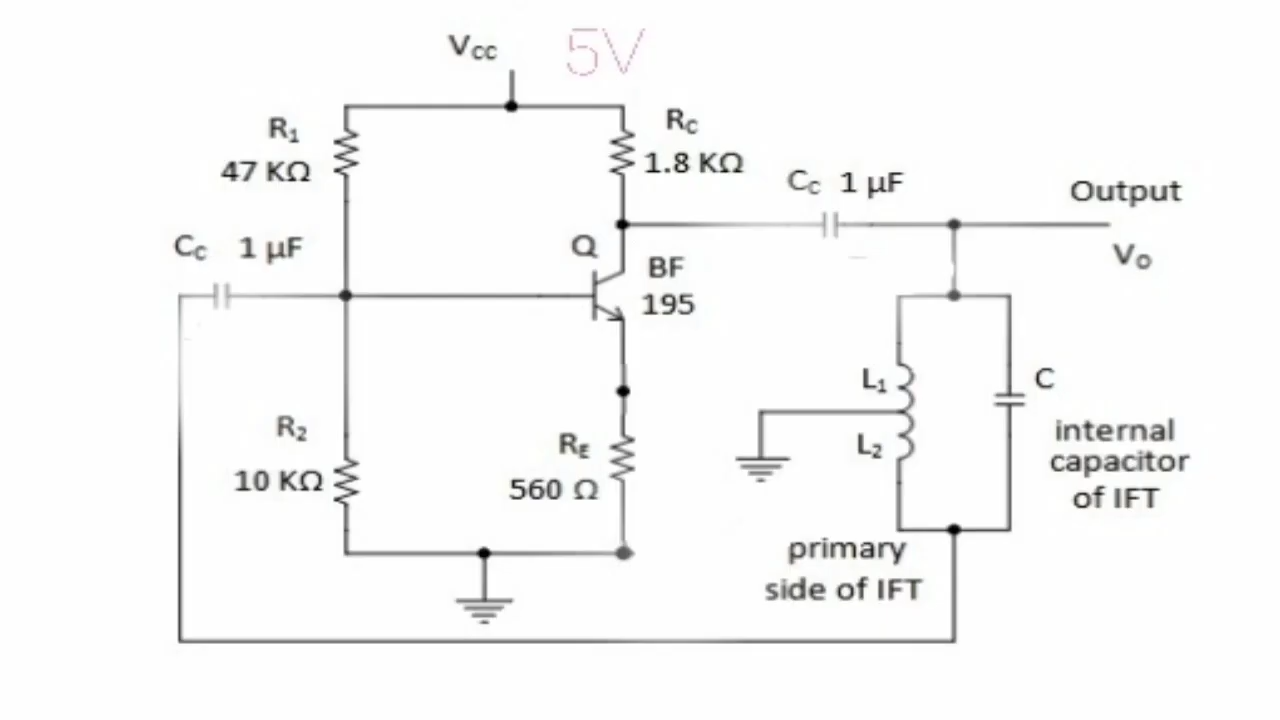 Vcc 5V
R1
47 KΩ
Rc
1.8 KΩ
Cc 1 μF
Output
Vo
Cc 1 μF
Q
BF
195
L1
C
R2
10 KΩ
RE
560 Ω
L2
internal
capacitor
of IFT
primary
side of IFT